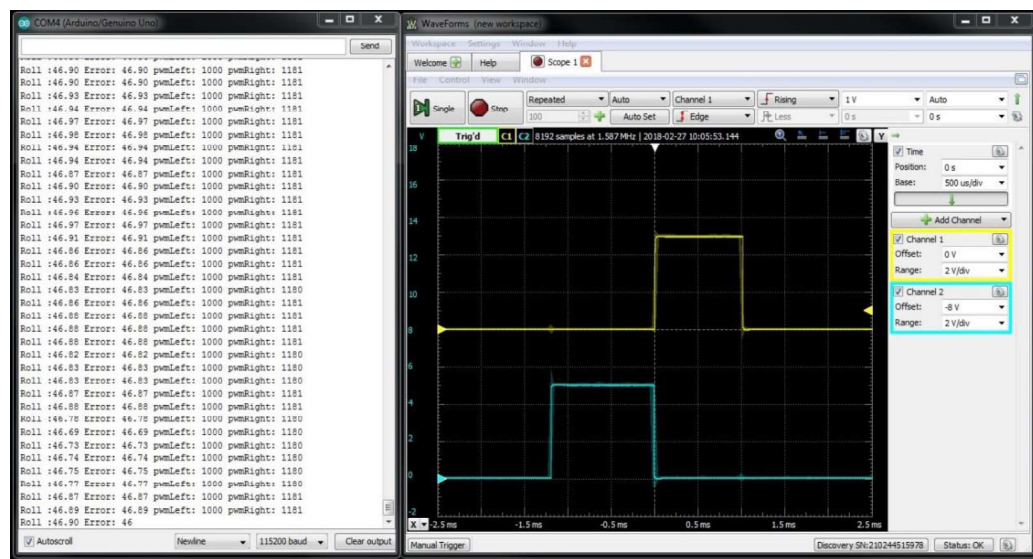 COM4 (Arduino/Genuino Uno)
Send
Roll :46.90 Error: 46.90 pwmLeft: 1000 pwmRight: 1181
Roll :46.90 Error: 46.90 pwmLeft: 1000 pwmRight: 1181
Roll :46.93 Error: 46.93 pwmLeft: 1000 pwmRight: 1181
Roll :46.94 Error: 46.94 pwmLeft: 1000 pwmRight: 1181
Roll :46.97 Error: 46.97 pwmLeft: 1000 pwmRight: 1181
Roll :46.98 Error: 46.98 pwmLeft: 1000 pwmRight: 1181
Roll :46.94 Error: 46.94 pwmLeft: 1000 pwmRight: 1181
Roll :46.87 Error: 46.87 pwmLeft: 1000 pwmRight: 1181
Roll :46.90 Error: 46.90 pwmLeft: 1000 pwmRight: 1181
Roll :46.93 Error: 46.93 pwmLeft: 1000 pwmRight: 1181
Roll :46.96 Error: 46.96 pwmLeft: 1000 pwmRight: 1181
Roll :46.97 Error: 46.97 pwmLeft: 1000 pwmRight: 1181
Roll :46.91 Error: 46.91 pwmLeft: 1000 pwmRight: 1181
Roll :46.86 Error: 46.86 pwmLeft: 1000 pwmRight: 1181
Roll :46.84 Error: 46.84 pwmLeft: 1000 pwmRight: 1181
Roll :46.83 Error: 46.83 pwmLeft: 1000 pwmRight: 1180
Roll :46.86 Error: 46.86 pwmLeft: 1000 pwmRight: 1181
Roll :46.88 Error: 46.88 pwmLeft: 1000 pwmRight: 1181
Roll :46.88 Error: 46.88 pwmLeft: 1000 pwmRight: 1181
Roll :46.88 Error: 46.88 pwmLeft: 1000 pwmRight: 1181
Roll :46.82 Error: 46.82 pwmLeft: 1000 pwmRight: 1180
Roll :46.83 Error: 46.83 pwmLeft: 1000 pwmRight: 1180
Roll :46.83 Error: 46.83 pwmLeft: 1000 pwmRight: 1180
Roll :46.87 Error: 46.87 pwmLeft: 1000 pwmRight: 1181
Roll :46.88 Error: 46.88 pwmLeft: 1000 pwmRight: 1181
Roll :46.78 Error: 46.78 pwmLeft: 1000 pwmRight: 1180
Roll :46.69 Error: 46.69 pwmLeft: 1000 pwmRight: 1180
Roll :46.73 Error: 46.73 pwmLeft: 1000 pwmRight: 1180
Roll :46.74 Error: 46.74 pwmLeft: 1000 pwmRight: 1180
Roll :46.75 Error: 46.75 pwmLeft: 1000 pwmRight: 1180
Roll :46.77 Error: 46.77 pwmLeft: 1000 pwmRight: 1180
Roll :46.87 Error: 46.87 pwmLeft: 1000 pwmRight: 1181
Roll :46.89 Error: 46.89 pwmLeft: 1000 pwmRight: 1181
Roll :46.90 Error: 46
Autoscroll Newline 115200 baud Clear output
WaveForms (new workspace)
Workspace Settings Window Help
Welcome Help Scope 1
File Control View Window
Single Stop Repeated Auto Channel 1 Rising 1 V Auto
100 Auto Set Edge Less 0 s 0 s
V Trig'd C1 C2 8192 samples at 1.587 MHz | 2018-02-27 10:05:53.144 Y
18
16
14
12
10
8
6
4
2
0
-2
X -2.5 ms -1.5 ms -0.5 ms 0.5 ms 1.5 ms 2.5 ms
Time
Position: 0 s
Base: 500 us/div
Add Channel
Channel 1
Offset: 0 V
Range: 2 V/div
Channel 2
Offset: -8 V
Range: 2 V/div
Manual Trigger Discovery SN:210244515978 Status: OK